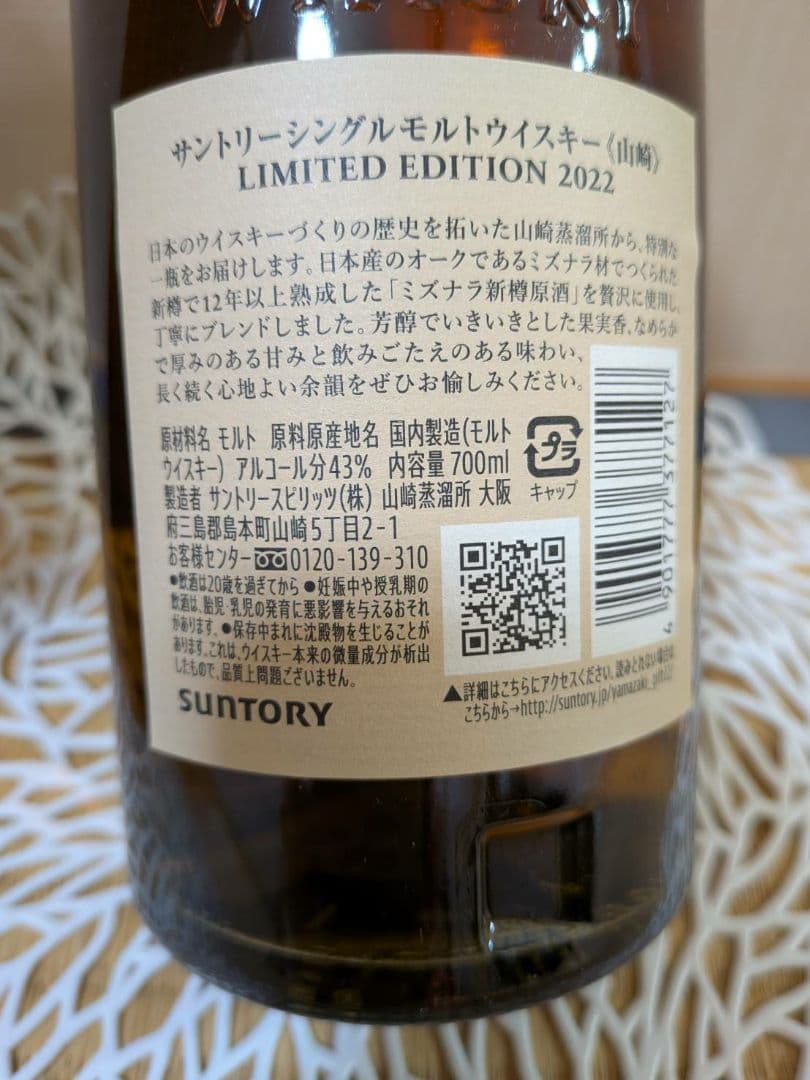 サントリーシングルモルトウイスキー《山崎》
LIMITED EDITION 2022
日本のウイスキーづくりの歴史を拓いた山崎蒸溜所から、特別な
一瓶をお届けします。日本産のオークであるミズナラ材でつくられた
新樽で12年以上熟成した「ミズナラ新樽原酒」を贅沢に使用し、
丁寧にブレンドしました。芳醇でいきいきとした果実香、なめらか
で厚みのある甘みと飲みごたえのある味わい、
長く続く心地よい余韻をぜひお愉しみください。
原材料名 モルト 原料原産地名 国内製造(モルト
ウイスキー) アルコール分43% 内容量 700ml
製造者 サントリースピリッツ(株) 山崎蒸溜所 大阪
府三島郡島本町山崎5丁目2-1
お客様センター 0120-139-310
●飲酒は20歳を過ぎてから ●妊娠中や授乳期の
飲酒は、胎児・乳児の発育に悪影響を与えるおそれ
があります。 ●保存中まれに沈殿物を生じることが
あります。これは、ウイスキー本来の微量成分が析出
したもので、品質上問題ございません。
SUNTORY
プラ
キャップ
4 901777 377127
▲詳細はこちらにアクセスください。読みとれない場合は、
こちらから→http://suntory.jp/yamazaki_